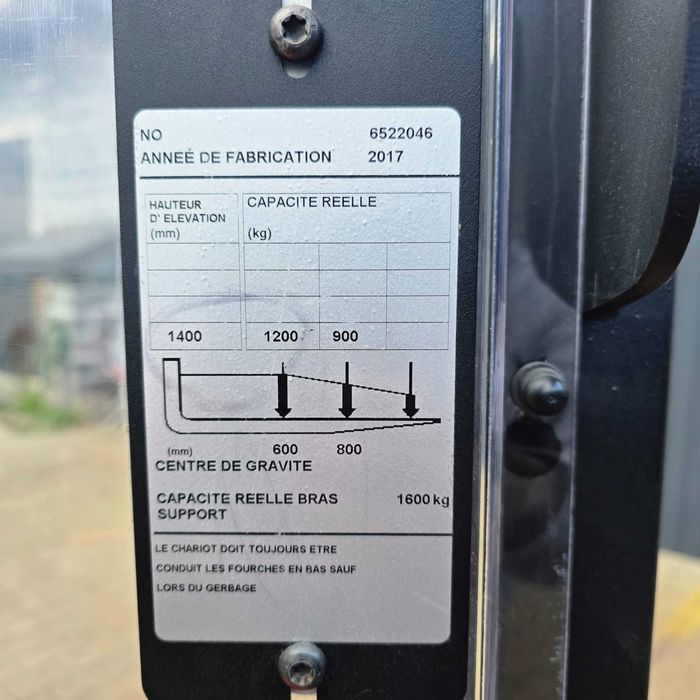 NO 6522046
ANNEÉ DE FABRICATION 2017
HAUTEUR
D' ELEVATION
(mm)
CAPACITE REELLE
(kg)
1400 1200 900
(mm) 600 800
CENTRE DE GRAVITE
CAPACITE REELLE BRAS SUPPORT 1600 kg
LE CHARIOT DOIT TOUJOURS ETRE
CONDUIT LES FOURCHES EN BAS SAUF
LORS DU GERBAGE